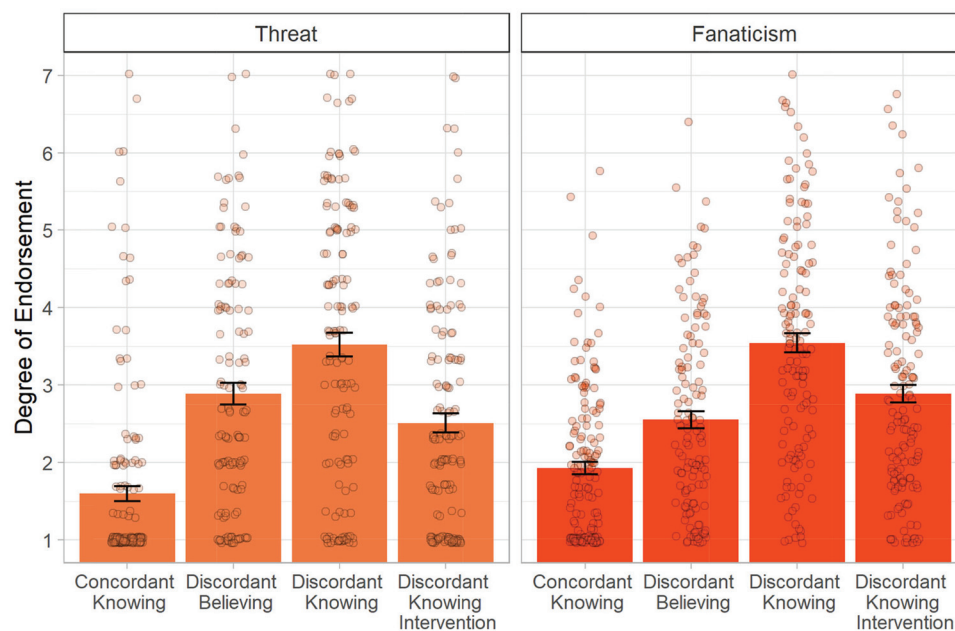 Threat
Fanaticism
Degree of Endorsement
7
6
5
4
3
2
1
Concordant
Knowing
Discordant
Believing
Discordant
Knowing
Discordant
Knowing
Intervention
Concordant
Knowing
Discordant
Believing
Discordant
Knowing
Discordant
Knowing
Intervention